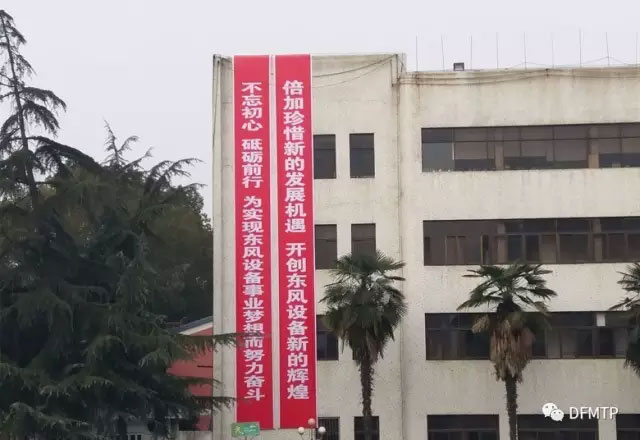 倍加珍惜新的发展机遇 开创东风设备新的辉煌
不忘初心 砥砺前行 为实现东风设备事业梦想而努力奋斗
DFMTP